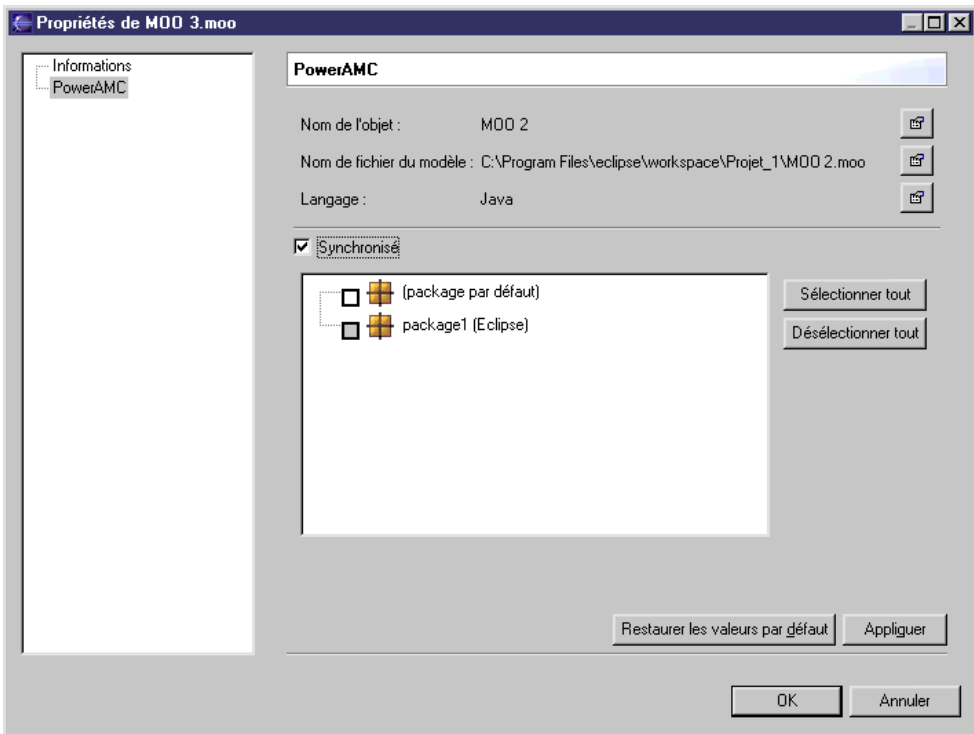 Propriétés de MOO 3.moo
Informations
PowerAMC
PowerAMC
Nom de l'objet : MOO 2
Nom de fichier du modèle : C:\Program Files\eclipse\workspace\Projet_1\MOO 2.moo
Langage : Java
Synchronisé
(package par défaut)
package1 (Eclipse)
Sélectionner tout
Désélectionner tout
Restaurer les valeurs par défaut
Appliquer
OK
Annuler